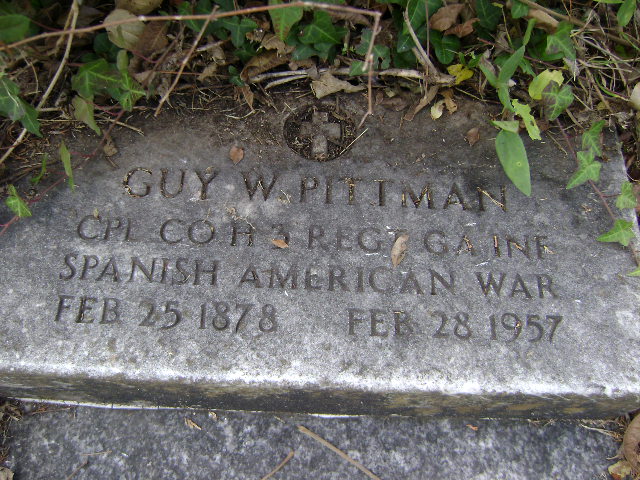 GUY W PITTMAN
CPL CO H 3 REGT GA INF
SPANISH AMERICAN WAR
FEB 25 1878 FEB 28 1957